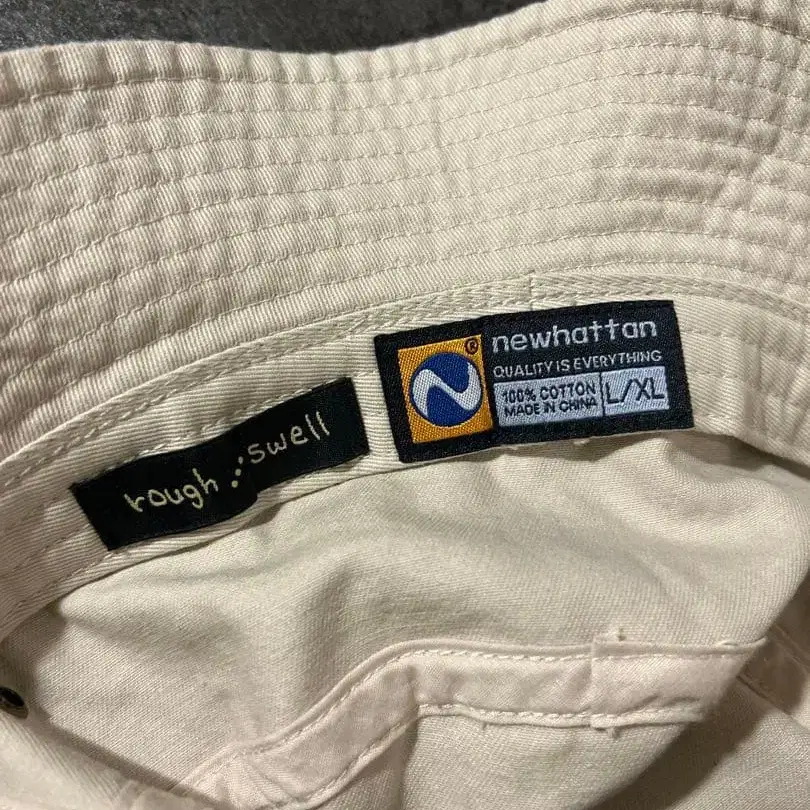 rough ⋰ swell
® newhattan
QUALITY IS EVERYTHING
100% COTTON
MADE IN CHINA
L/XL